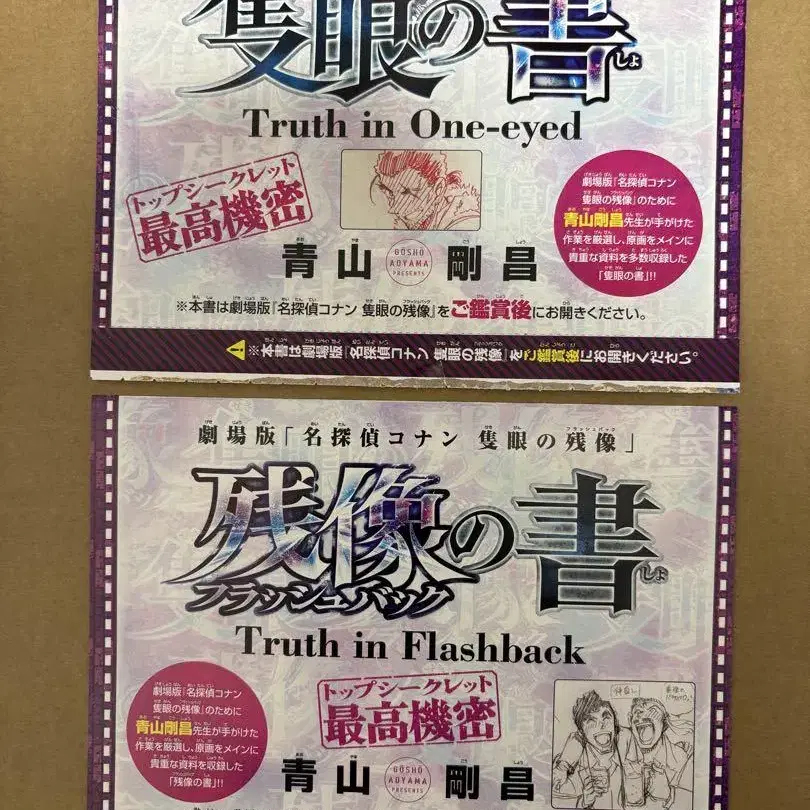 隻眼の書
しょ
Truth in One-eyed
トップシークレット
最高機密
劇場版『名探偵コナン
隻眼の残像』のために
青山剛昌先生が手がけた
作業を厳選し、原画をメインに
貴重な資料を多数収録した
「隻眼の書」!!
青山 GOSHO AOYAMA PRESENTS 剛昌
※本書は劇場版『名探偵コナン 隻眼の残像』をご鑑賞後にお開きください。
※本書は劇場版『名探偵コナン 隻眼の残像』をご鑑賞後にお開きください。
劇場版「名探偵コナン 隻眼の残像」
残像の書
フラッシュバック
しょ
Truth in Flashback
トップシークレット
最高機密
劇場版『名探偵コナン
隻眼の残像』のために
青山剛昌先生が手がけた
作業を厳選し、原画をメインに
貴重な資料を収録した
「残像の書」!!
青山 GOSHO AOYAMA PRESENTS 剛昌